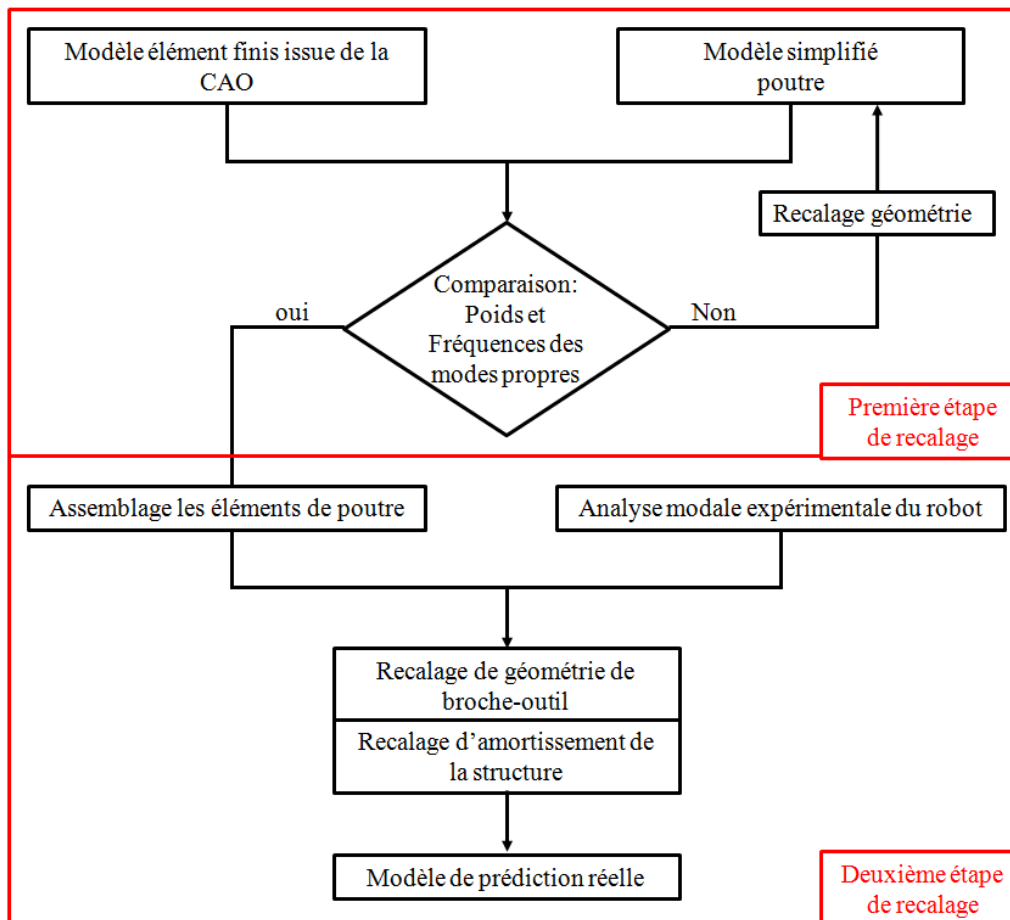 Modèle élément finis issue de la
CAO
Modèle simplifié
poutre
Recalage géométrie
Comparaison:
Poids et
Fréquences des
modes propres
oui
Non
Première étape
de recalage
Assemblage les éléments de poutre
Analyse modale expérimentale du robot
Recalage de géométrie de
broche-outil
Recalage d’amortissement de
la structure
Modèle de prédiction réelle
Deuxième étape
de recalage